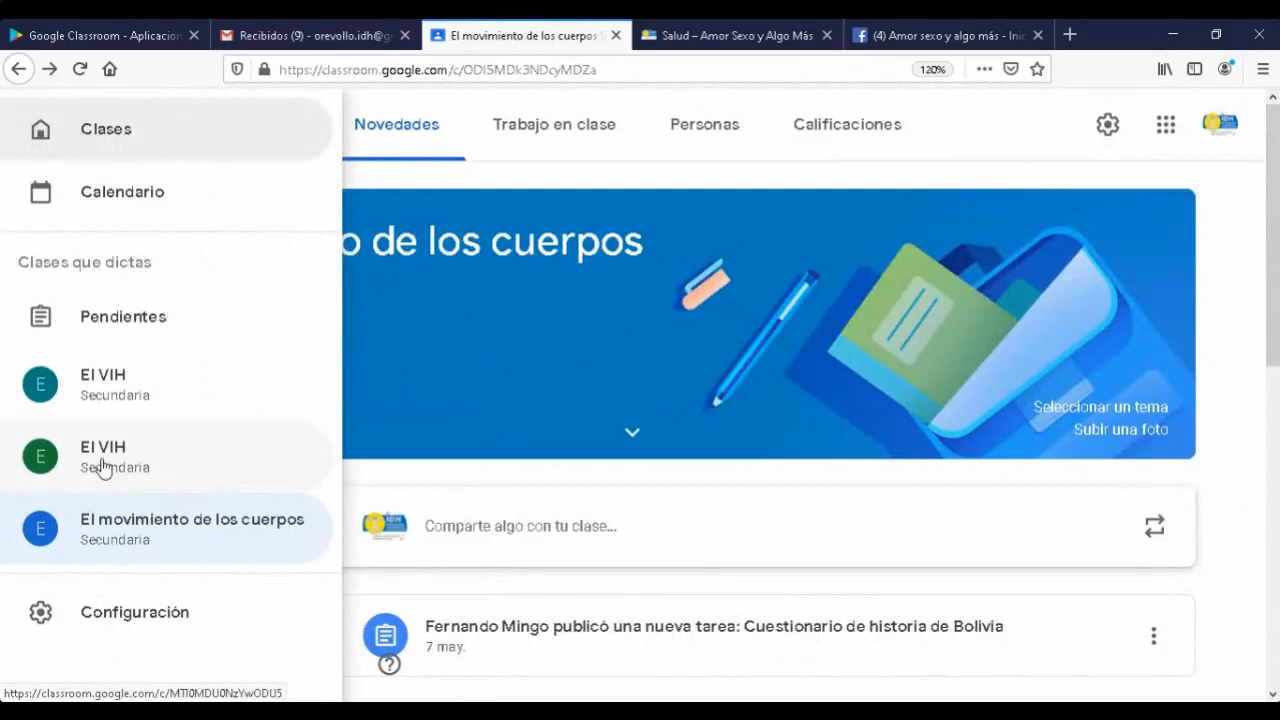 Google Classroom - Aplicacion
Recibidos (9) - orevollo.idh@g
El movimiento de los cuerpos
Salud – Amor Sexo y Algo Más
(4) Amor sexo y algo más - Ini
https://classroom.google.com/c/ODI5MDk3NDcyMDZa
120%
Clases
Novedades
Trabajo en clase
Personas
Calificaciones
Calendario
Clases que dictas
o de los cuerpos
Pendientes
E
El VIH
Secundaria
Seleccionar un tema
Subir una foto
E
El VIH
Secundaria
E
El movimiento de los cuerpos
Secundaria
IDH
Comparte algo con tu clase...
Configuración
Fernando Mingo publicó una nueva tarea: Cuestionario de historia de Bolivia
7 may.
https://classroom.google.com/c/MTI0MDU0NzYwODU5